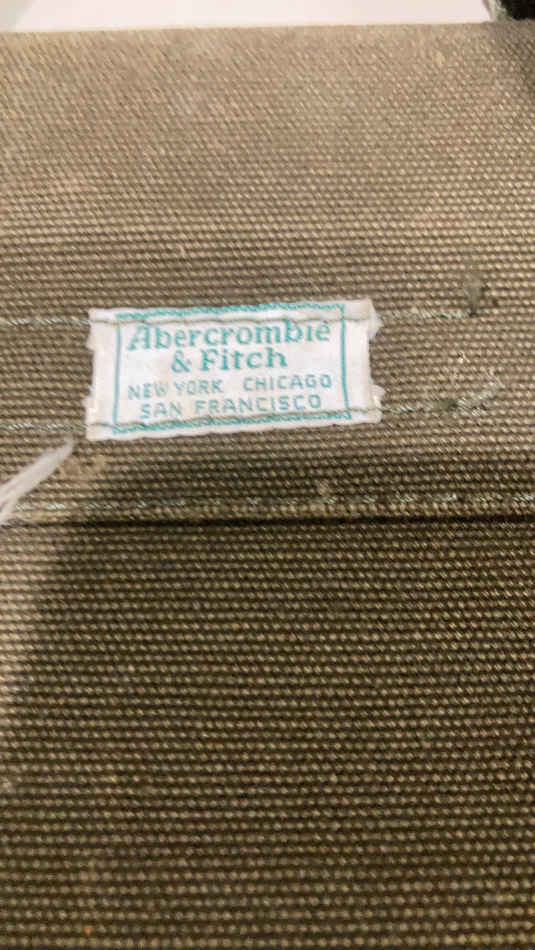 Abercrombie
& Fitch
NEW YORK CHICAGO
SAN FRANCISCO